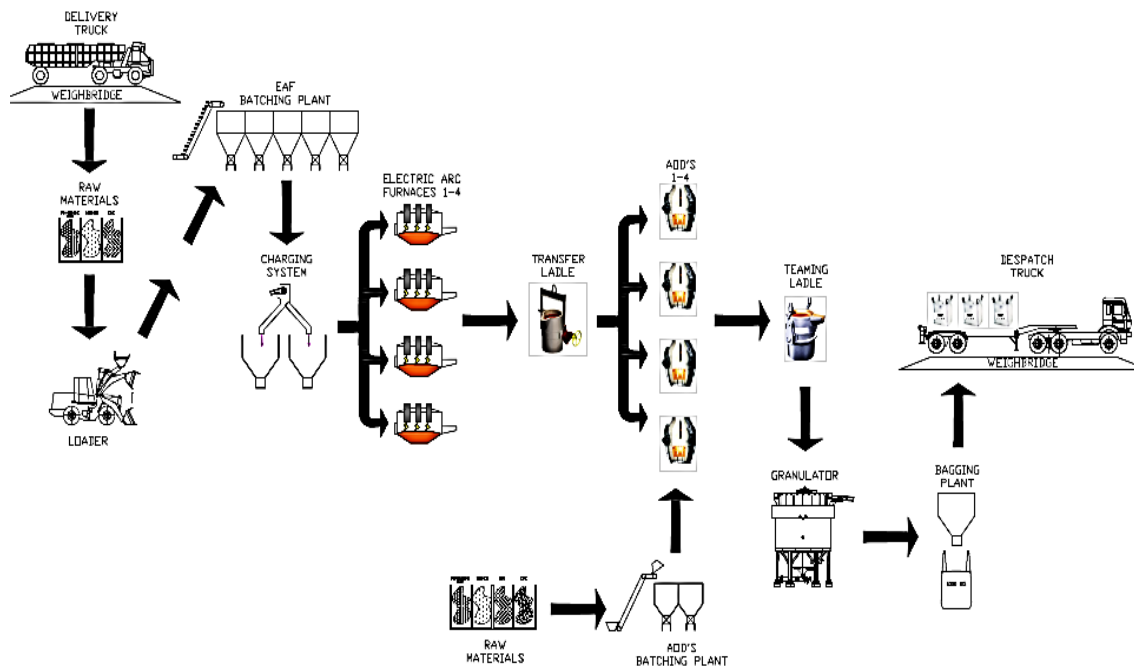 DELIVERY
TRUCK
WEIGHBRIDGE
EAF
BATCHING PLANT
RAW
MATERIALS
LOADER
CHARGING
SYSTEM
ELECTRIC ARC
FURNACES 1-4
TRANSFER
LADLE
AOD'S
1-4
TEAMING
LADLE
DESPATCH
TRUCK
WEIGHBRIDGE
GRANULATOR
BAGGING
PLANT
RAW
MATERIALS
AOD'S
BATCHING PLANT